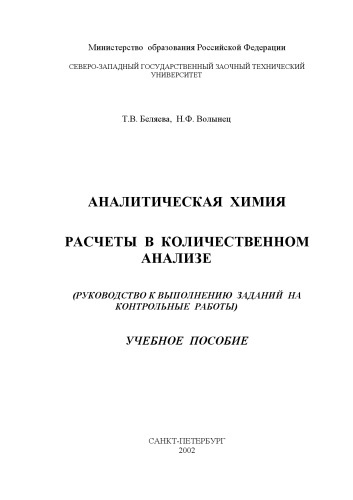 Министерство образования Российской Федерации
СЕВЕРО-ЗАПАДНЫЙ ГОСУДАРСТВЕННЫЙ ЗАОЧНЫЙ ТЕХНИЧЕСКИЙ
УНИВЕРСИТЕТ
Т.В. Беляева, Н.Ф. Волынец
АНАЛИТИЧЕСКАЯ ХИМИЯ
РАСЧЕТЫ В КОЛИЧЕСТВЕННОМ
АНАЛИЗЕ
(РУКОВОДСТВО К ВЫПОЛНЕНИЮ ЗАДАНИЙ НА
КОНТРОЛЬНЫЕ РАБОТЫ)
УЧЕБНОЕ ПОСОБИЕ
САНКТ-ПЕТЕРБУРГ
2002